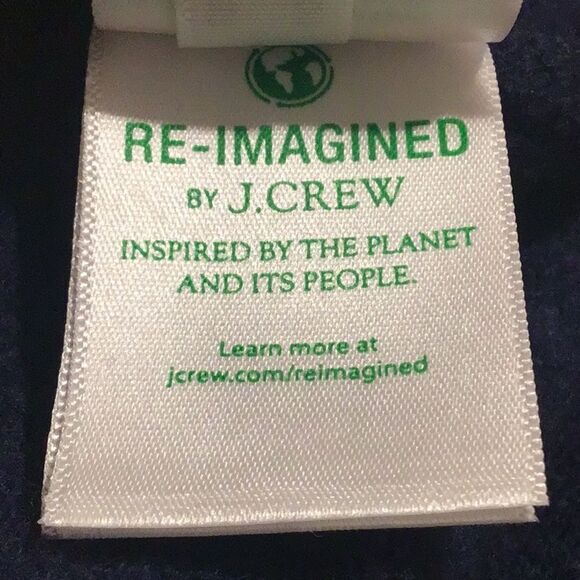 RE-IMAGINED
BY J.CREW
INSPIRED BY THE PLANET
AND ITS PEOPLE.
Learn more at
jcrew.com/reimagined